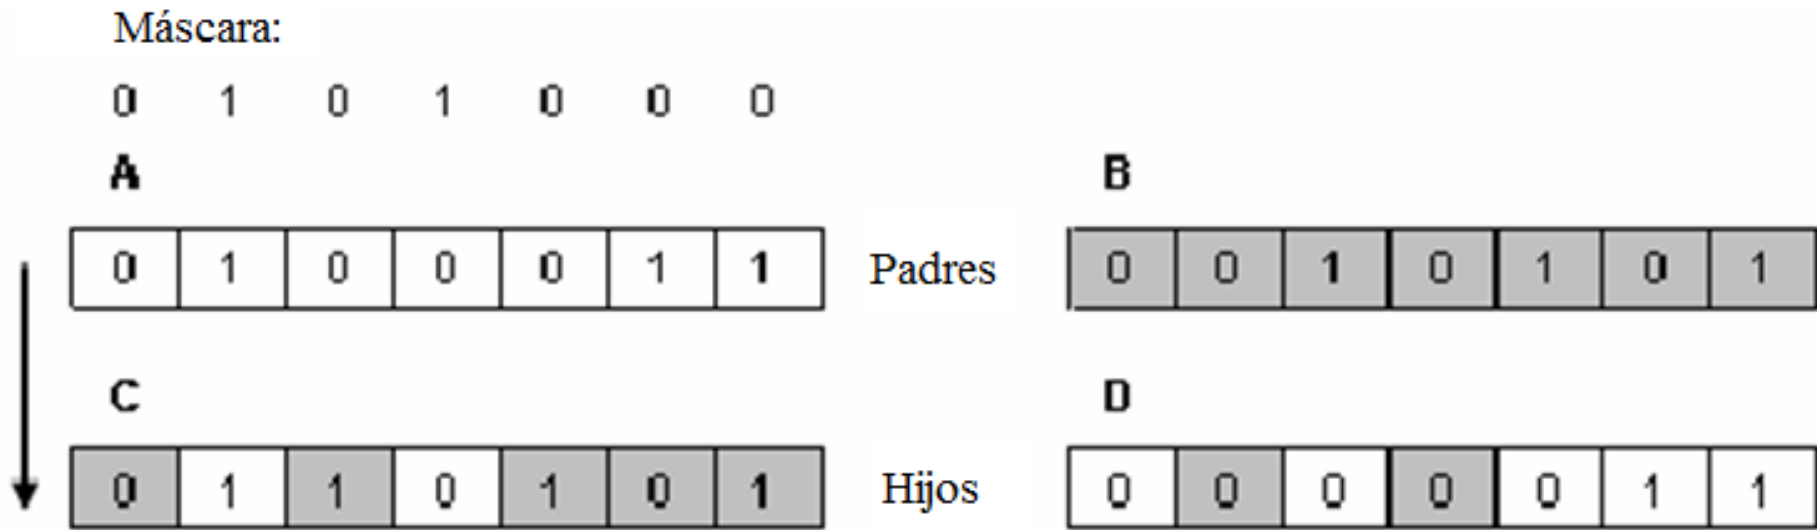 Máscara:
0 1 0 1 0 0 0
A B
0 1 0 0 0 1 1 Padres 0 0 1 0 1 0 1
C D
0 1 1 0 1 0 1 Hijos 0 0 0 0 0 1 1